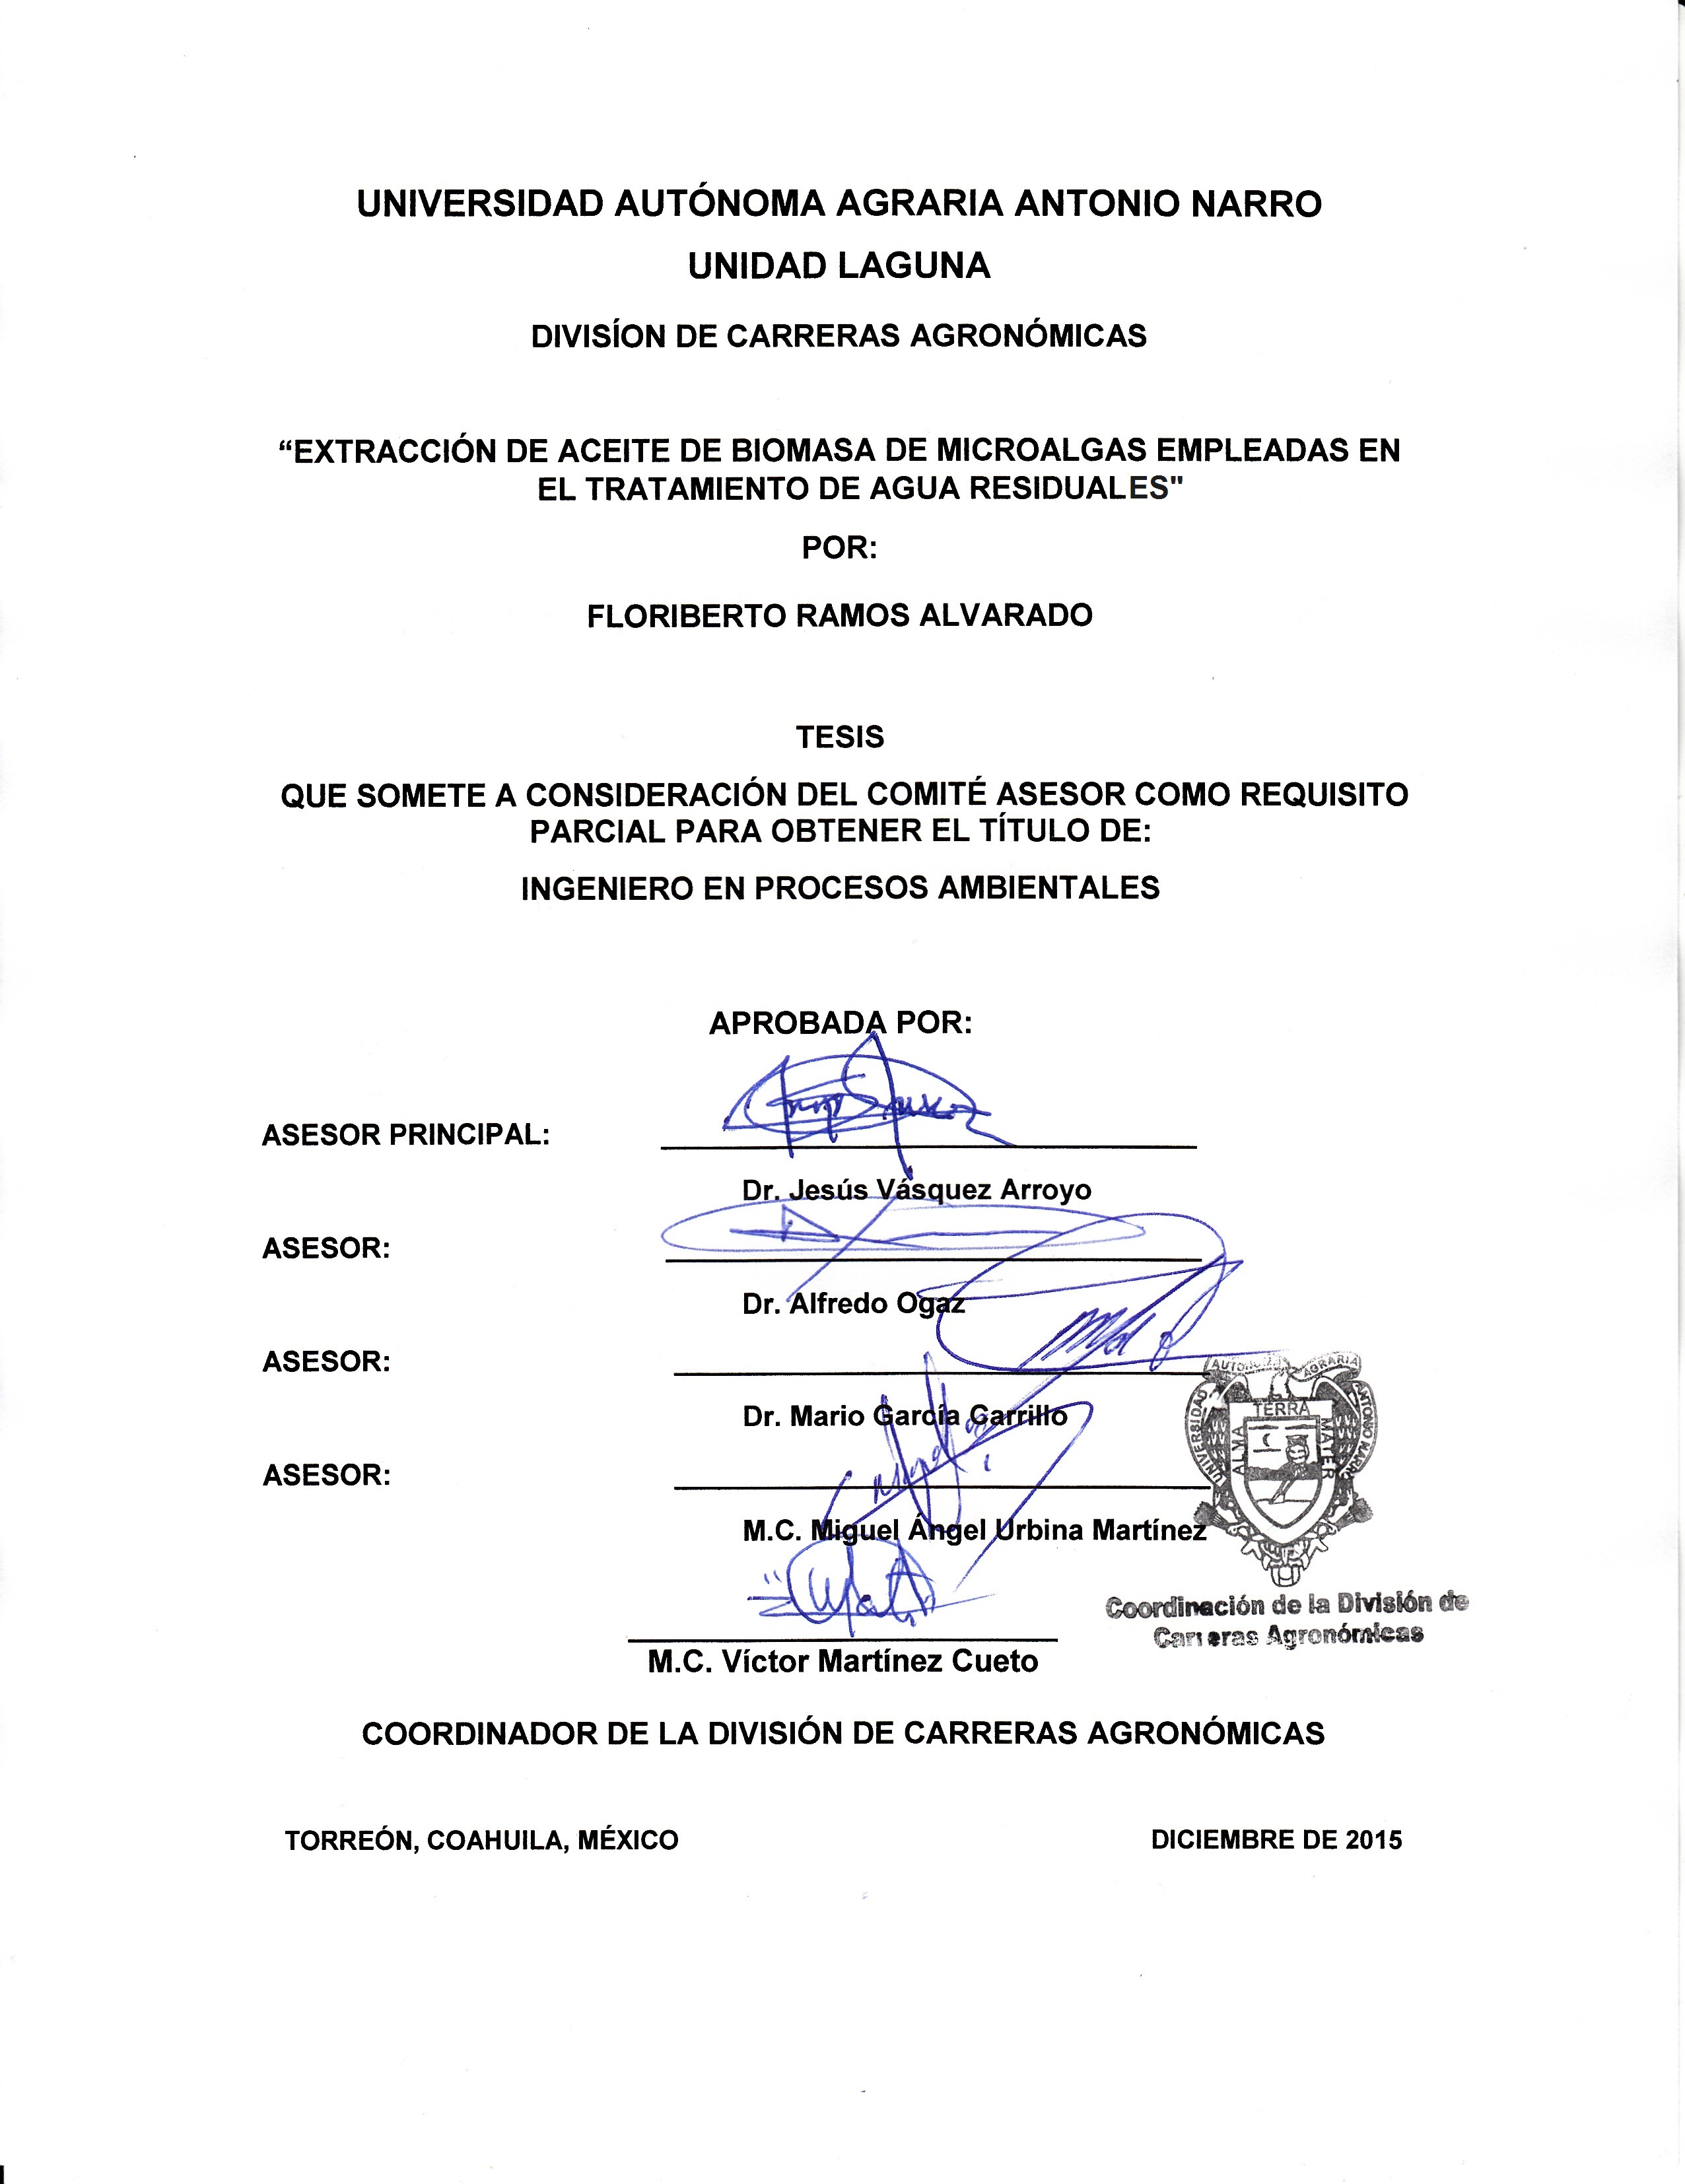 UNIVERSIDAD AUTÓNOMA AGRARIA ANTONIO NARRO
UNIDAD LAGUNA
DIVISÍON DE CARRERAS AGRONÓMICAS
“EXTRACCIÓN DE ACEITE DE BIOMASA DE MICROALGAS EMPLEADAS EN
EL TRATAMIENTO DE AGUA RESIDUALES"
POR:
FLORIBERTO RAMOS ALVARADO
TESIS
QUE SOMETE A CONSIDERACIÓN DEL COMITÉ ASESOR COMO REQUISITO
PARCIAL PARA OBTENER EL TÍTULO DE:
INGENIERO EN PROCESOS AMBIENTALES
APROBADA POR:
ASESOR PRINCIPAL:
Dr. Jesús Vásquez Arroyo
ASESOR:
Dr. Alfredo Ogaz
ASESOR:
Dr. Mario García Carrillo
ASESOR:
M.C. Miguel Ángel Urbina Martínez
UNIVERSIDAD AUTONOMA AGRARIA ANTONIO NARRO
ALMA TERRA MATER
Coordinación de la División de
Carreras Agronómicas
M.C. Víctor Martínez Cueto
COORDINADOR DE LA DIVISIÓN DE CARRERAS AGRONÓMICAS
TORREÓN, COAHUILA, MÉXICO DICIEMBRE DE 2015